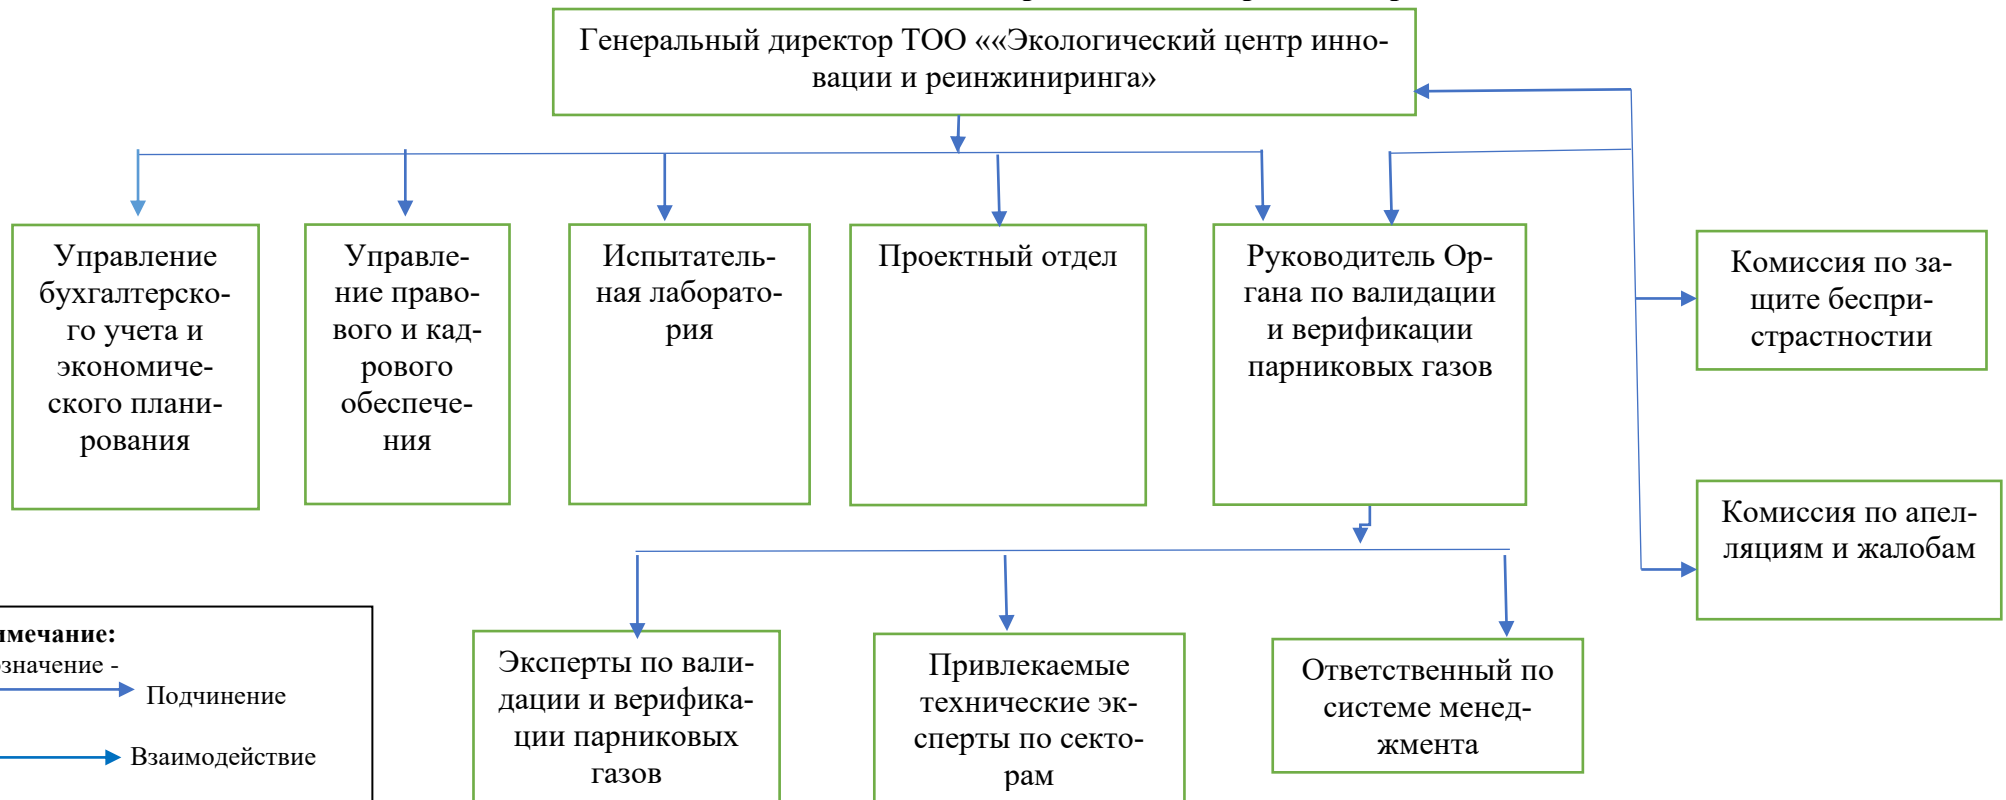 Генеральный директор ТОО ««Экологический центр инно-
вации и реинжиниринга»
Управление
бухгалтерско-
го учета и
экономиче-
ского плани-
рования
Управле-
ние право-
вого и кад-
рового
обеспече-
ния
Испытатель-
ная лаборато-
рия
Проектный отдел
Руководитель Ор-
гана по валидации
и верификации
парниковых газов
Комиссия по за-
щите беспри-
страстностии
Комиссия по апел-
ляциям и жалобам
Эксперты по вали-
дации и верифика-
ции парниковых
газов
Привлекаемые
технические эк-
сперты по секто-
рам
Ответственный по
системе менед-
жмента
имечание:
означение -
Подчинение
Взаимодействие